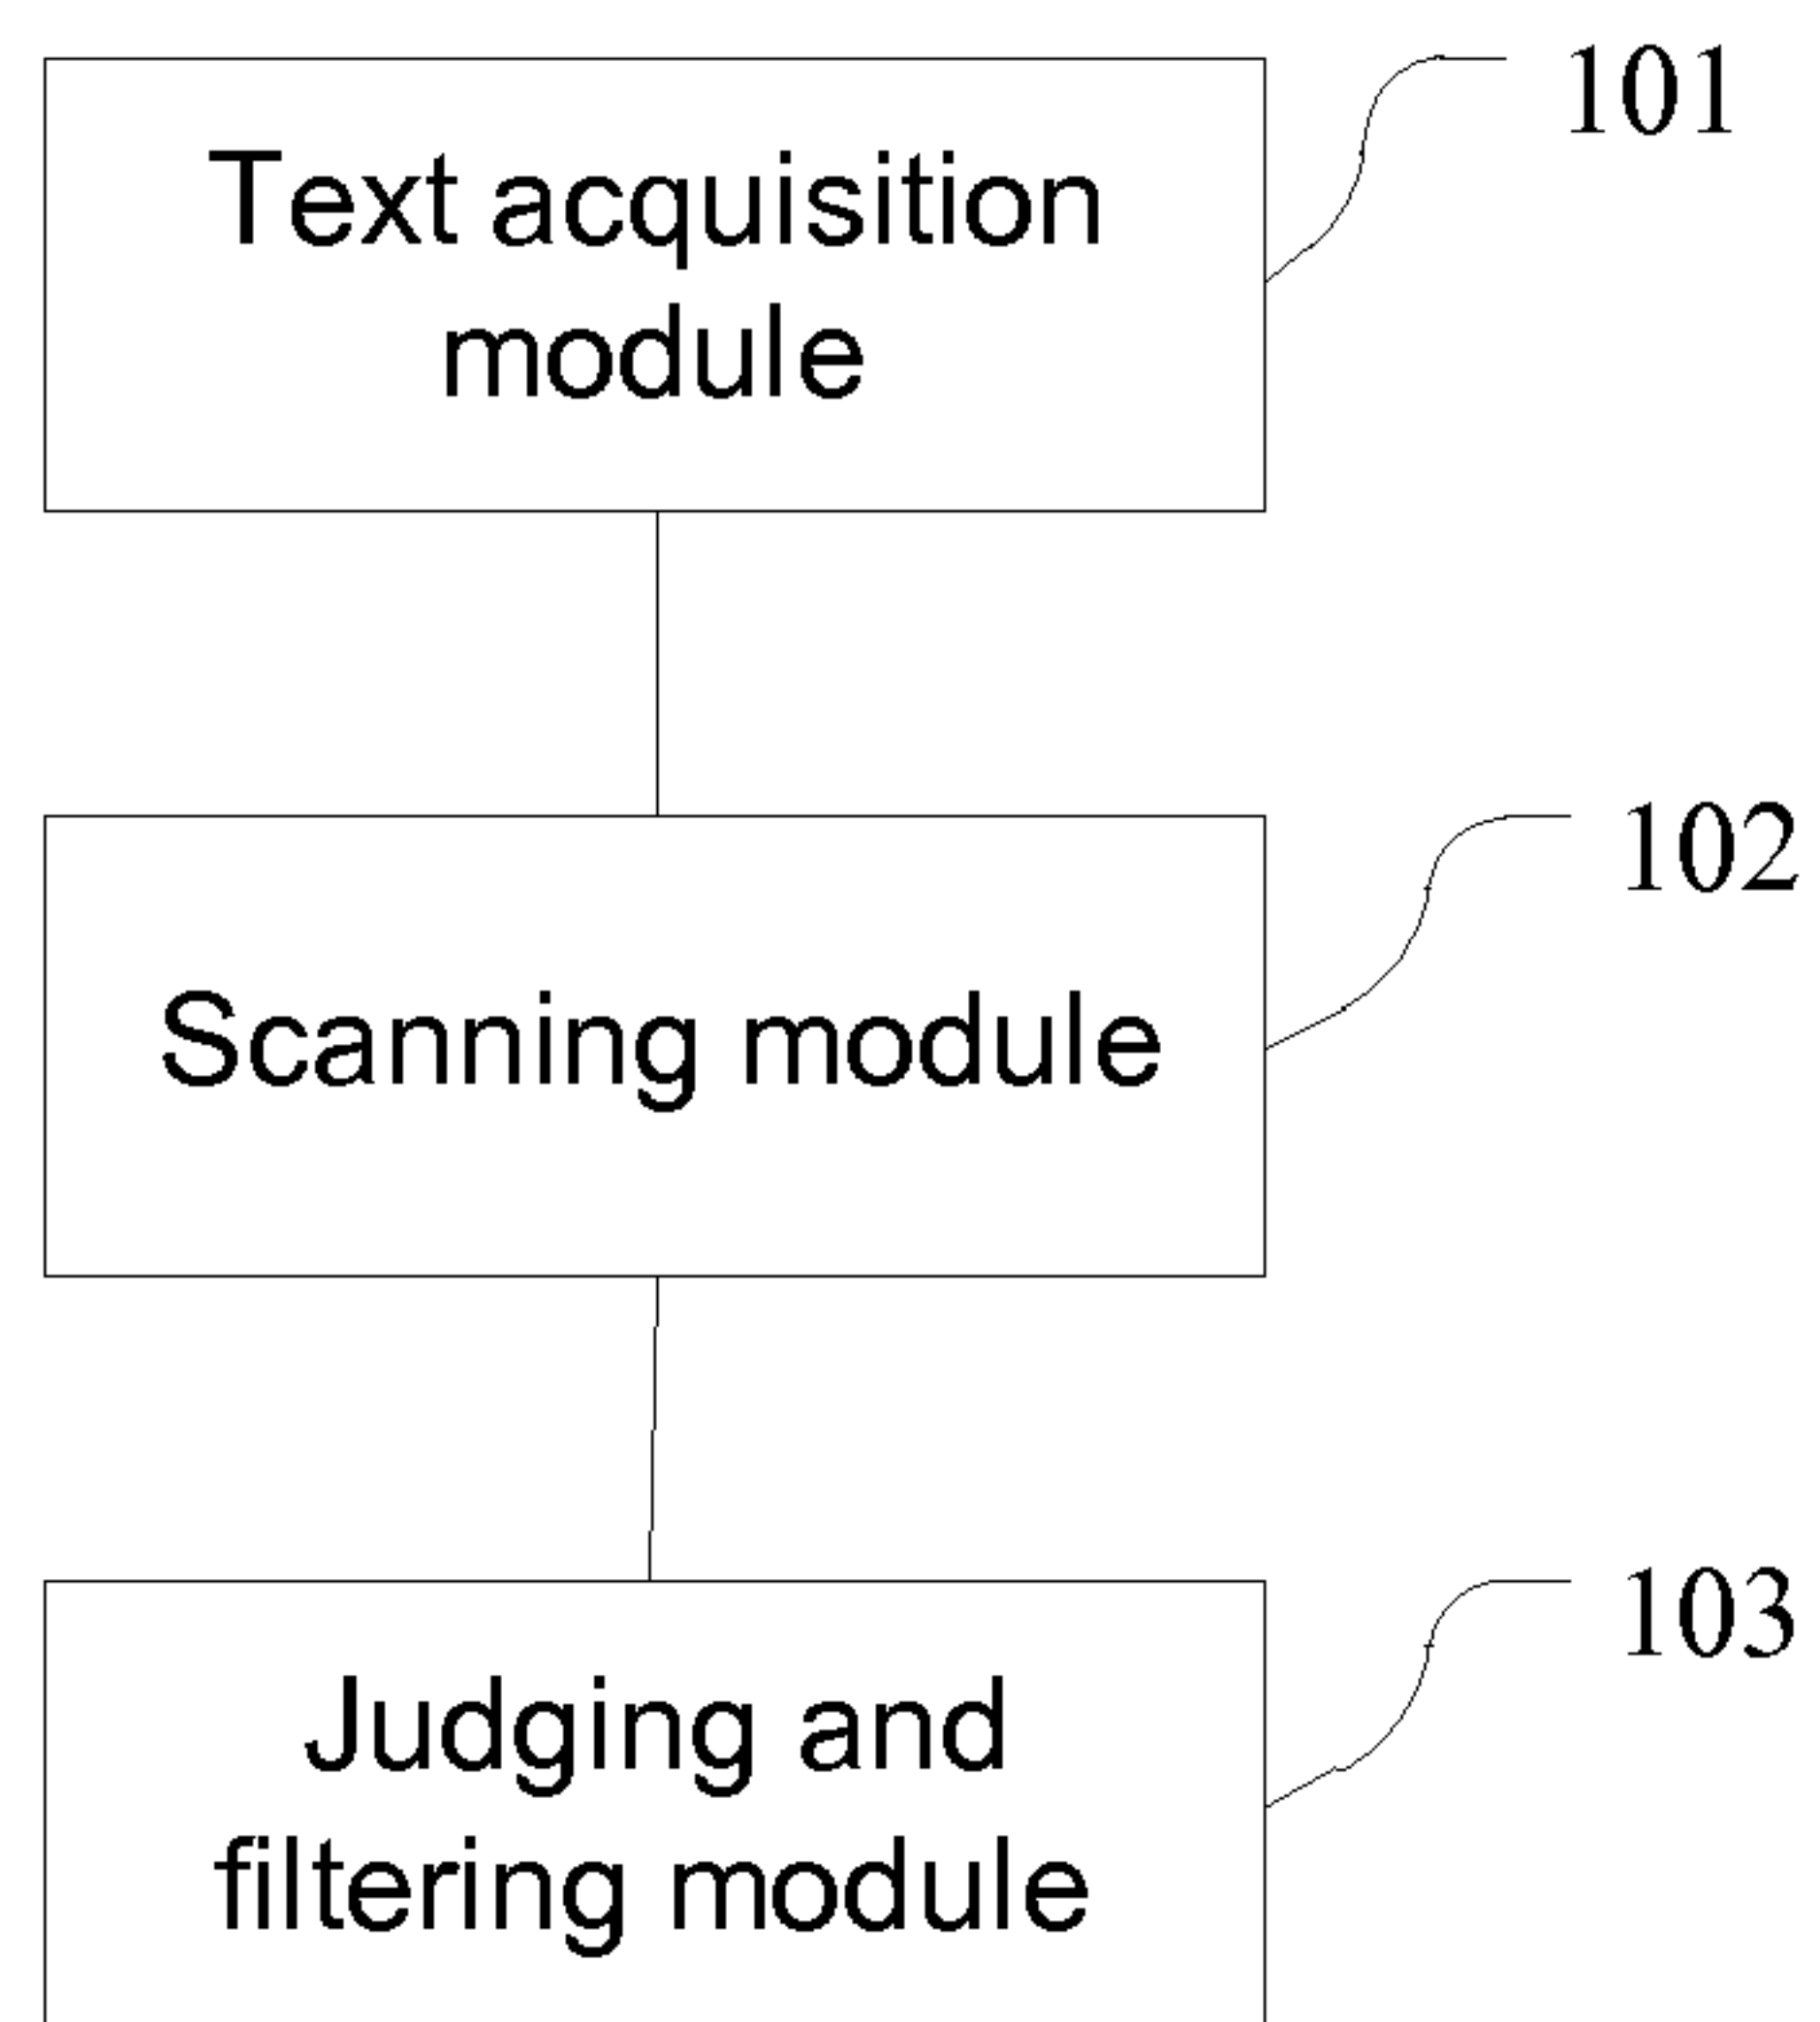 101
Text acquisition
module
102
Scanning module
103
Judging and
filtering module